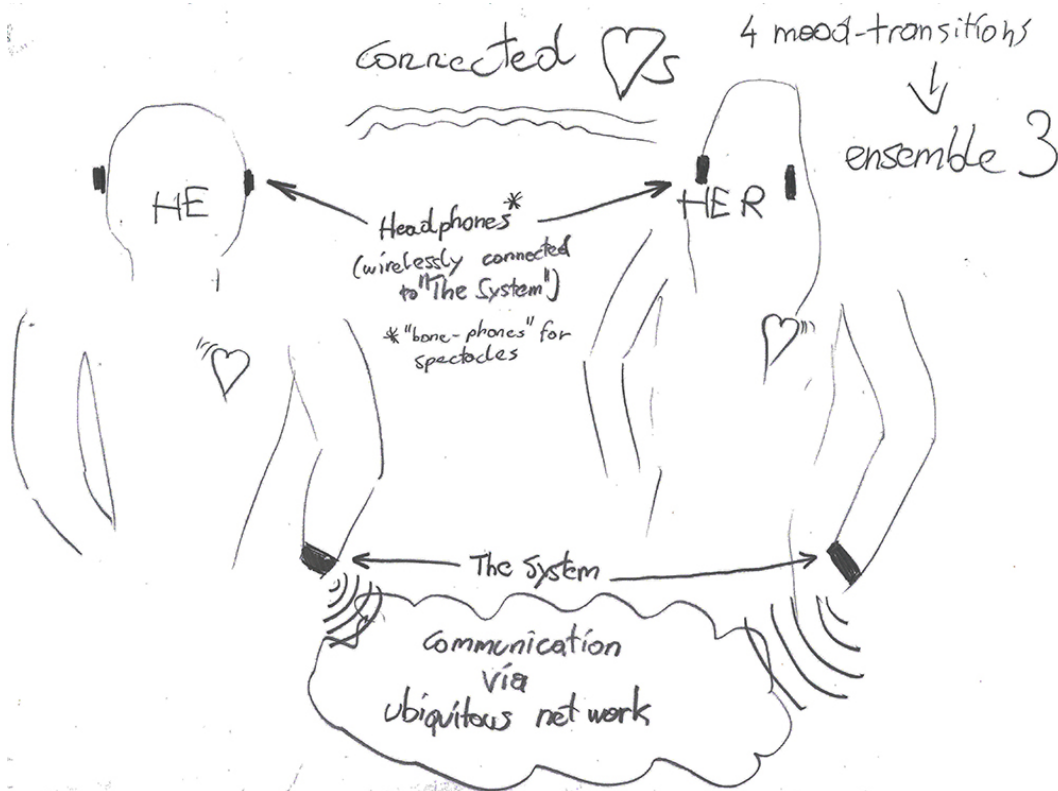 connected ♡s
4 mood-transitions
ensemble 3
HE
HER
Headphones*
(wirelessly connected
to "The System")
* "bone-phones" for
spectacles
The System
communication
via
ubiquitous network